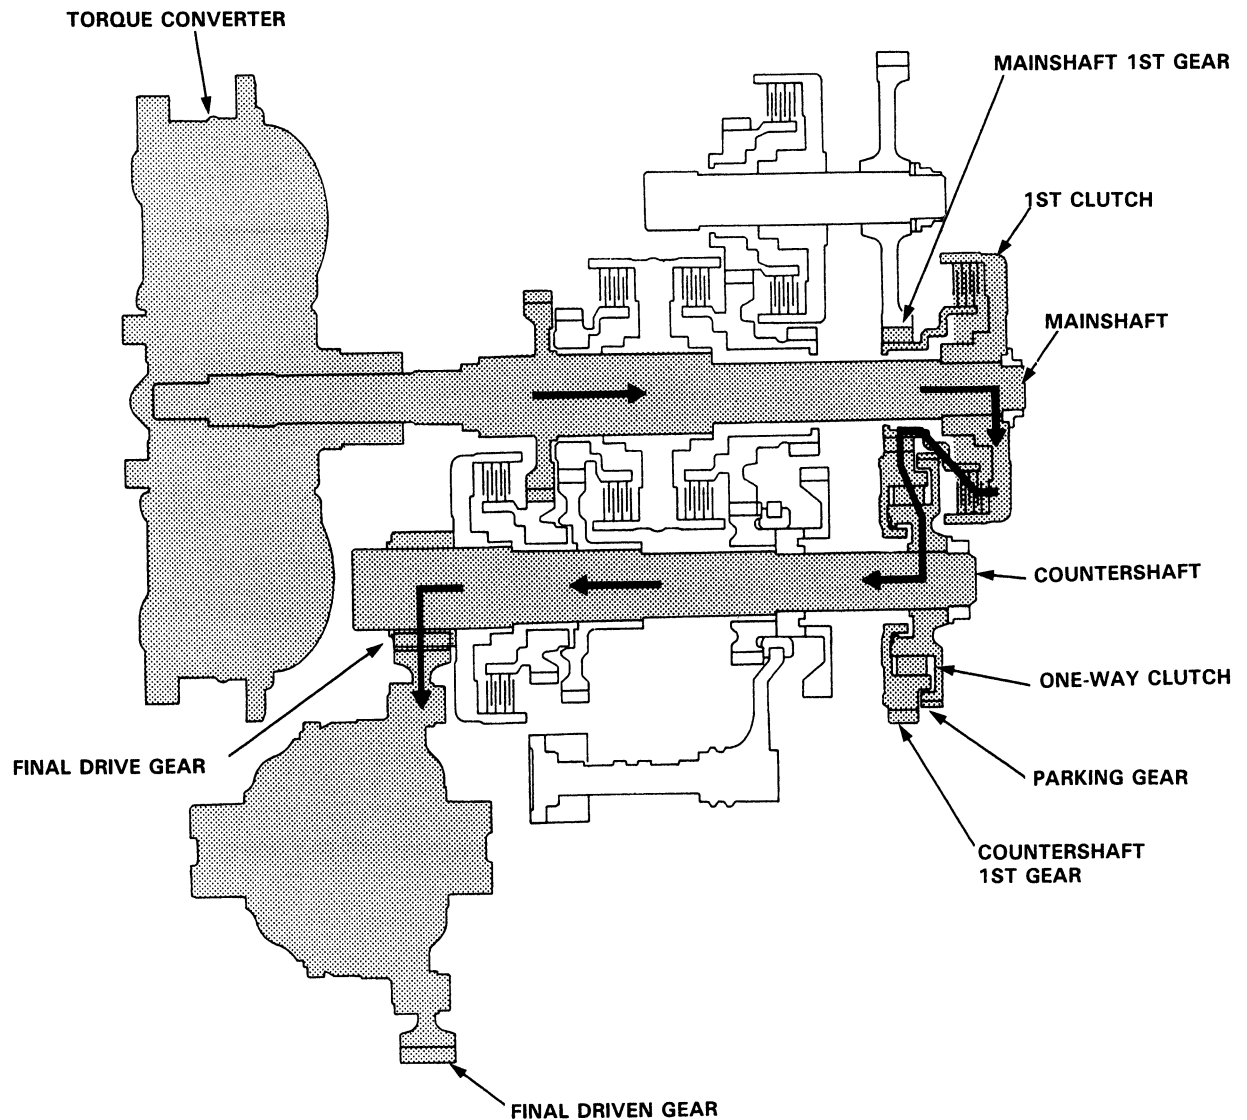 TORQUE CONVERTER
MAINSHAFT 1ST GEAR
1ST CLUTCH
MAINSHAFT
COUNTERSHAFT
ONE-WAY CLUTCH
FINAL DRIVE GEAR
PARKING GEAR
COUNTERSHAFT
1ST GEAR
FINAL DRIVEN GEAR